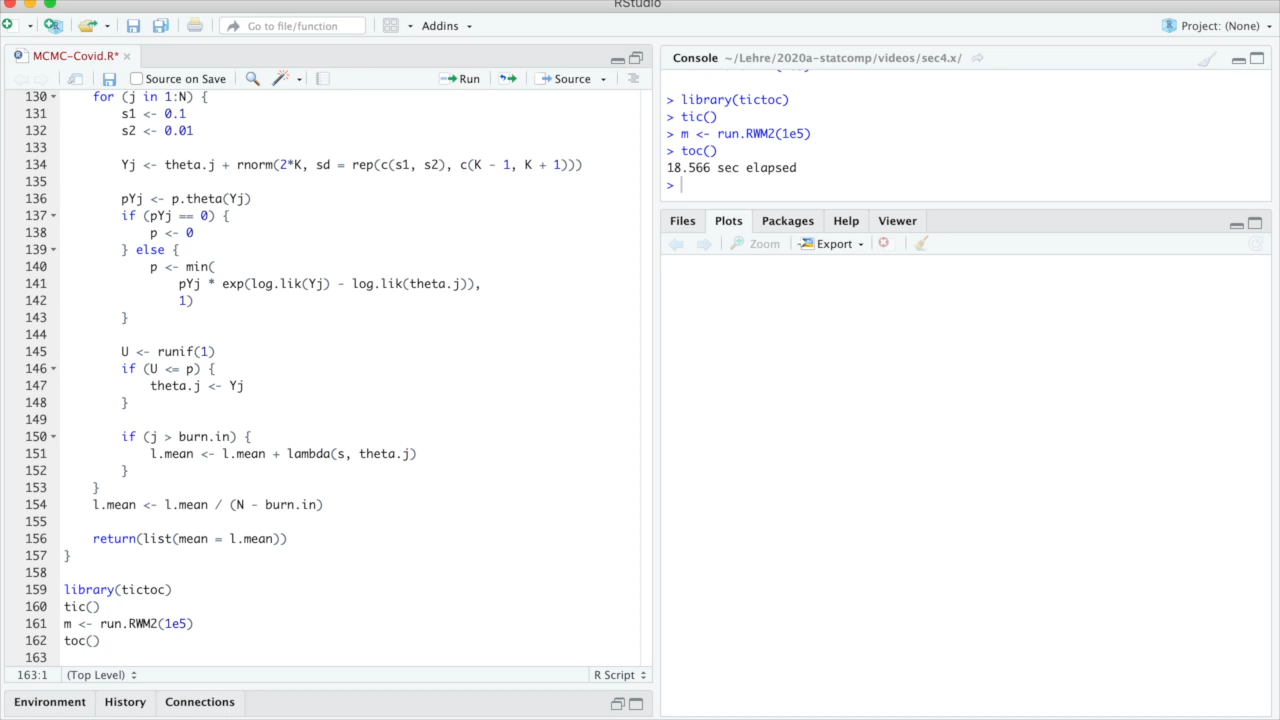 RStudio
Go to file/function
Addins
Project: (None)
MCMC-Covid.R*
Source on Save
Run
Source
130 for (j in 1:N) {
131 s1 <- 0.1
132 s2 <- 0.01
133
134 Yj <- theta.j + rnorm(2*K, sd = rep(c(s1, s2), c(K - 1, K + 1)))
135
136 pYj <- p.theta(Yj)
137 if (pYj == 0) {
138 p <- 0
139 } else {
140 p <- min(
141 pYj * exp(log.lik(Yj) - log.lik(theta.j)),
142 1)
143 }
144
145 U <- runif(1)
146 if (U <= p) {
147 theta.j <- Yj
148 }
149
150 if (j > burn.in) {
151 l.mean <- l.mean + lambda(s, theta.j)
152 }
153 }
154 l.mean <- l.mean / (N - burn.in)
155
156 return(list(mean = l.mean))
157 }
158
159 library(tictoc)
160 tic()
161 m <- run.RWM2(1e5)
162 toc()
163
163:1 (Top Level) R Script
Environment History Connections
Console ~/Lehre/2020a-statcomp/videos/sec4.x/
> library(tictoc)
> tic()
> m <- run.RWM2(1e5)
> toc()
18.566 sec elapsed
>
Files Plots Packages Help Viewer
Zoom Export